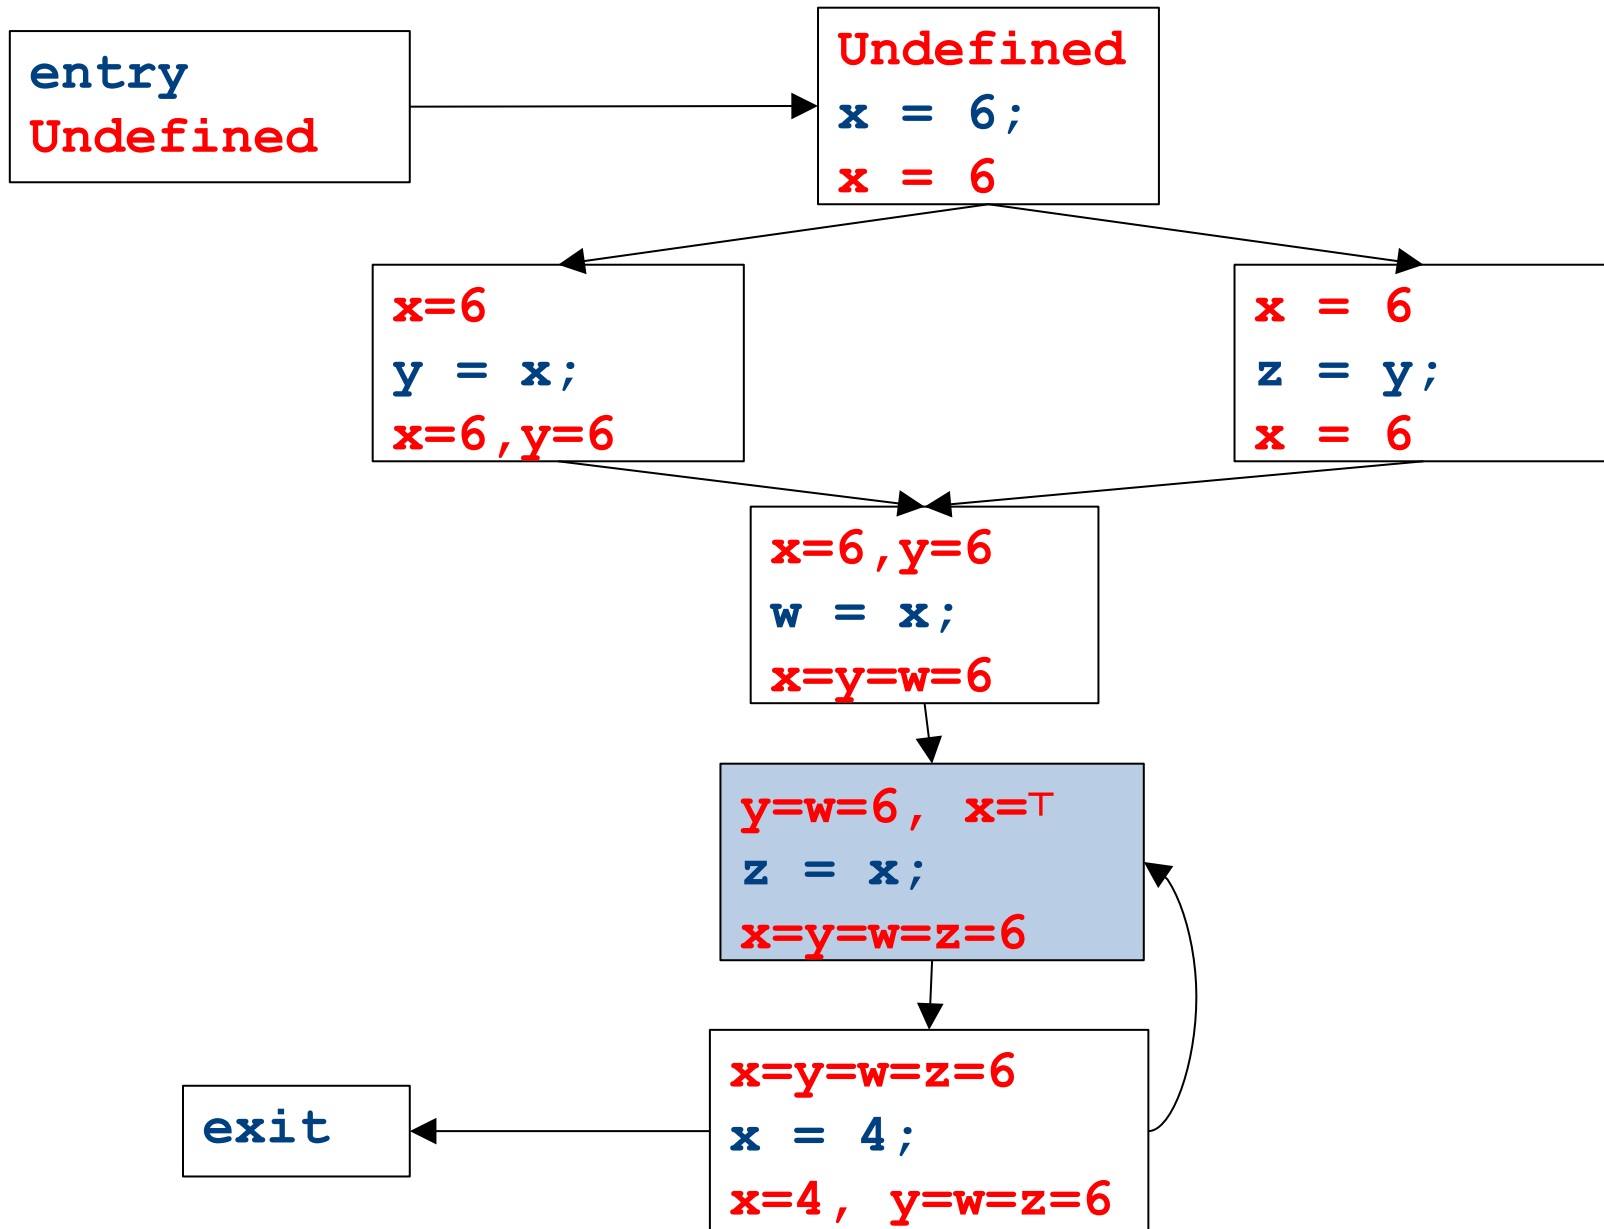 entry
Undefined
Undefined
x = 6;
x = 6
x=6
y = x;
x=6,y=6
x = 6
z = y;
x = 6
x=6,y=6
w = x;
x=y=w=6
y=w=6, x=⊤
z = x;
x=y=w=z=6
x=y=w=z=6
x = 4;
x=4, y=w=z=6
exit